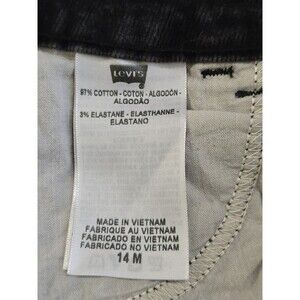 Levi's
97% COTTON - COTON - ALGODÓN -
ALGODÃO
3% ELASTANE - ELASTHANNE -
ELASTANO
MADE IN VIETNAM
FABRIQUE AU VIETNAM
FABRICADO EN VIETNAM
FABRICADO NO VIETNAM
14 M